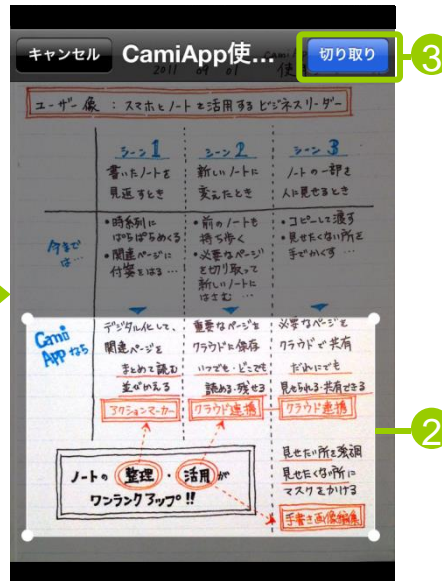 キャンセル
CamiApp使...
切り取り
3
2011 09 01
ユーザー像 : スマホとノートを活用するビジネスリーダー
シーン1
書いたノートを
見返すとき
シーン2
新しいノートに
変えたとき
シーン3
ノートの一部を
人に見せるとき
今までは…
・時系列に
ぱらぱらめくる
・関連ページに
付箋をはる…
・前のノートも
持ち歩く
・必要なページ
を切り取って
新しいノートに
はさむ…
・コピーして渡す
・見せたくない所を
手でかくす…
Cami
Appなら
デジタル化して、
関連ページを
まとめて読む
並びかえる
アクションマーカー
重要なページを
クラウドに保存
いつでも・どこでも
読める・残せる
クラウド連携
必要なページを
クラウドで共有
だれにでも
見せられる・共有できる
クラウド連携
2
ノートの 整理・活用が
ワンランクアップ!!
見せたい所を強調
見せたくない所に
マスクをかける
手書き画像編集